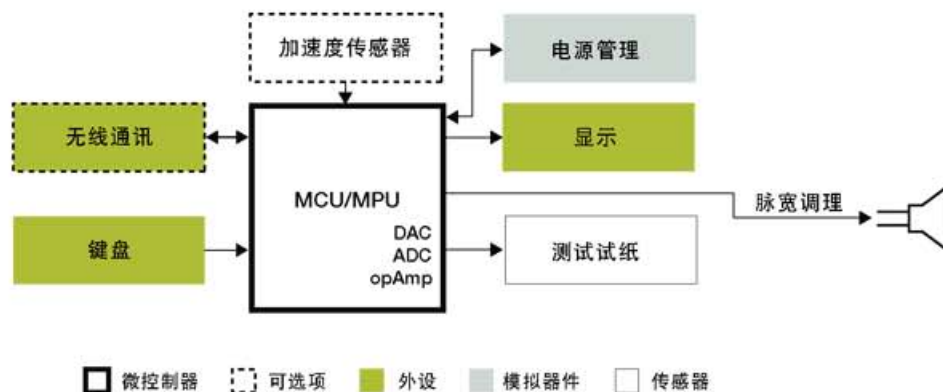 加速度传感器
电源管理
无线通讯
显示
MCU/MPU
脉宽调理
键盘
DAC
ADC
opAmp
测试试纸
微控制器
可选项
外设
模拟器件
传感器